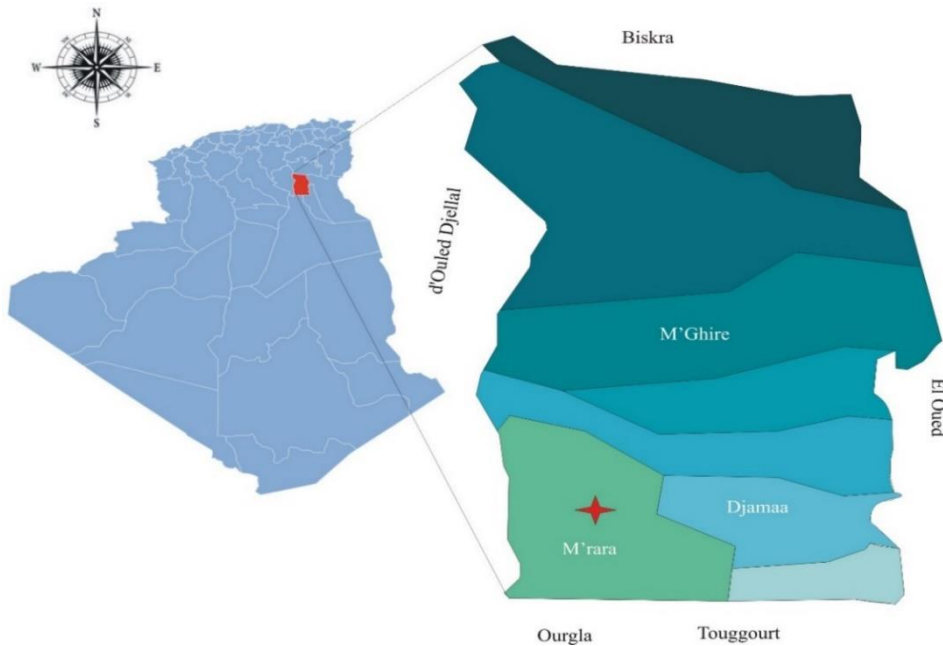 N
W
E
S
Biskra
d'Ouled Djellal
M'Ghire
El Oued
Djamaa
M'rara
Ourgla
Touggourt